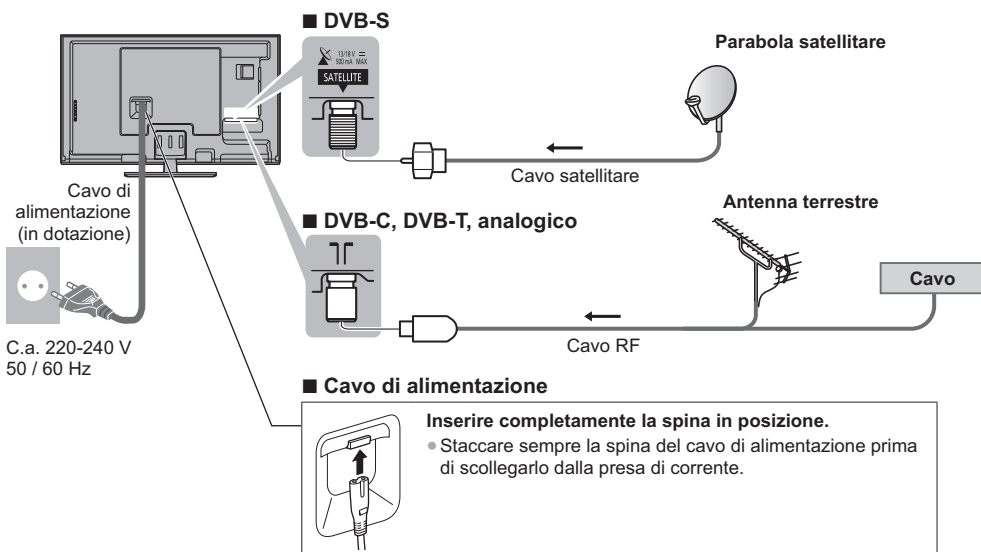 ■ DVB-S
13/18 V
500 mA MAX
SATELLITE
Parabola satellitare
Cavo satellitare
Cavo di
alimentazione
(in dotazione)
C.a. 220-240 V
50 / 60 Hz
■ DVB-C, DVB-T, analogico
Antenna terrestre
Cavo
Cavo RF
■ Cavo di alimentazione
Inserire completamente la spina in posizione.
● Staccare sempre la spina del cavo di alimentazione prima
di scollegarlo dalla presa di corrente.